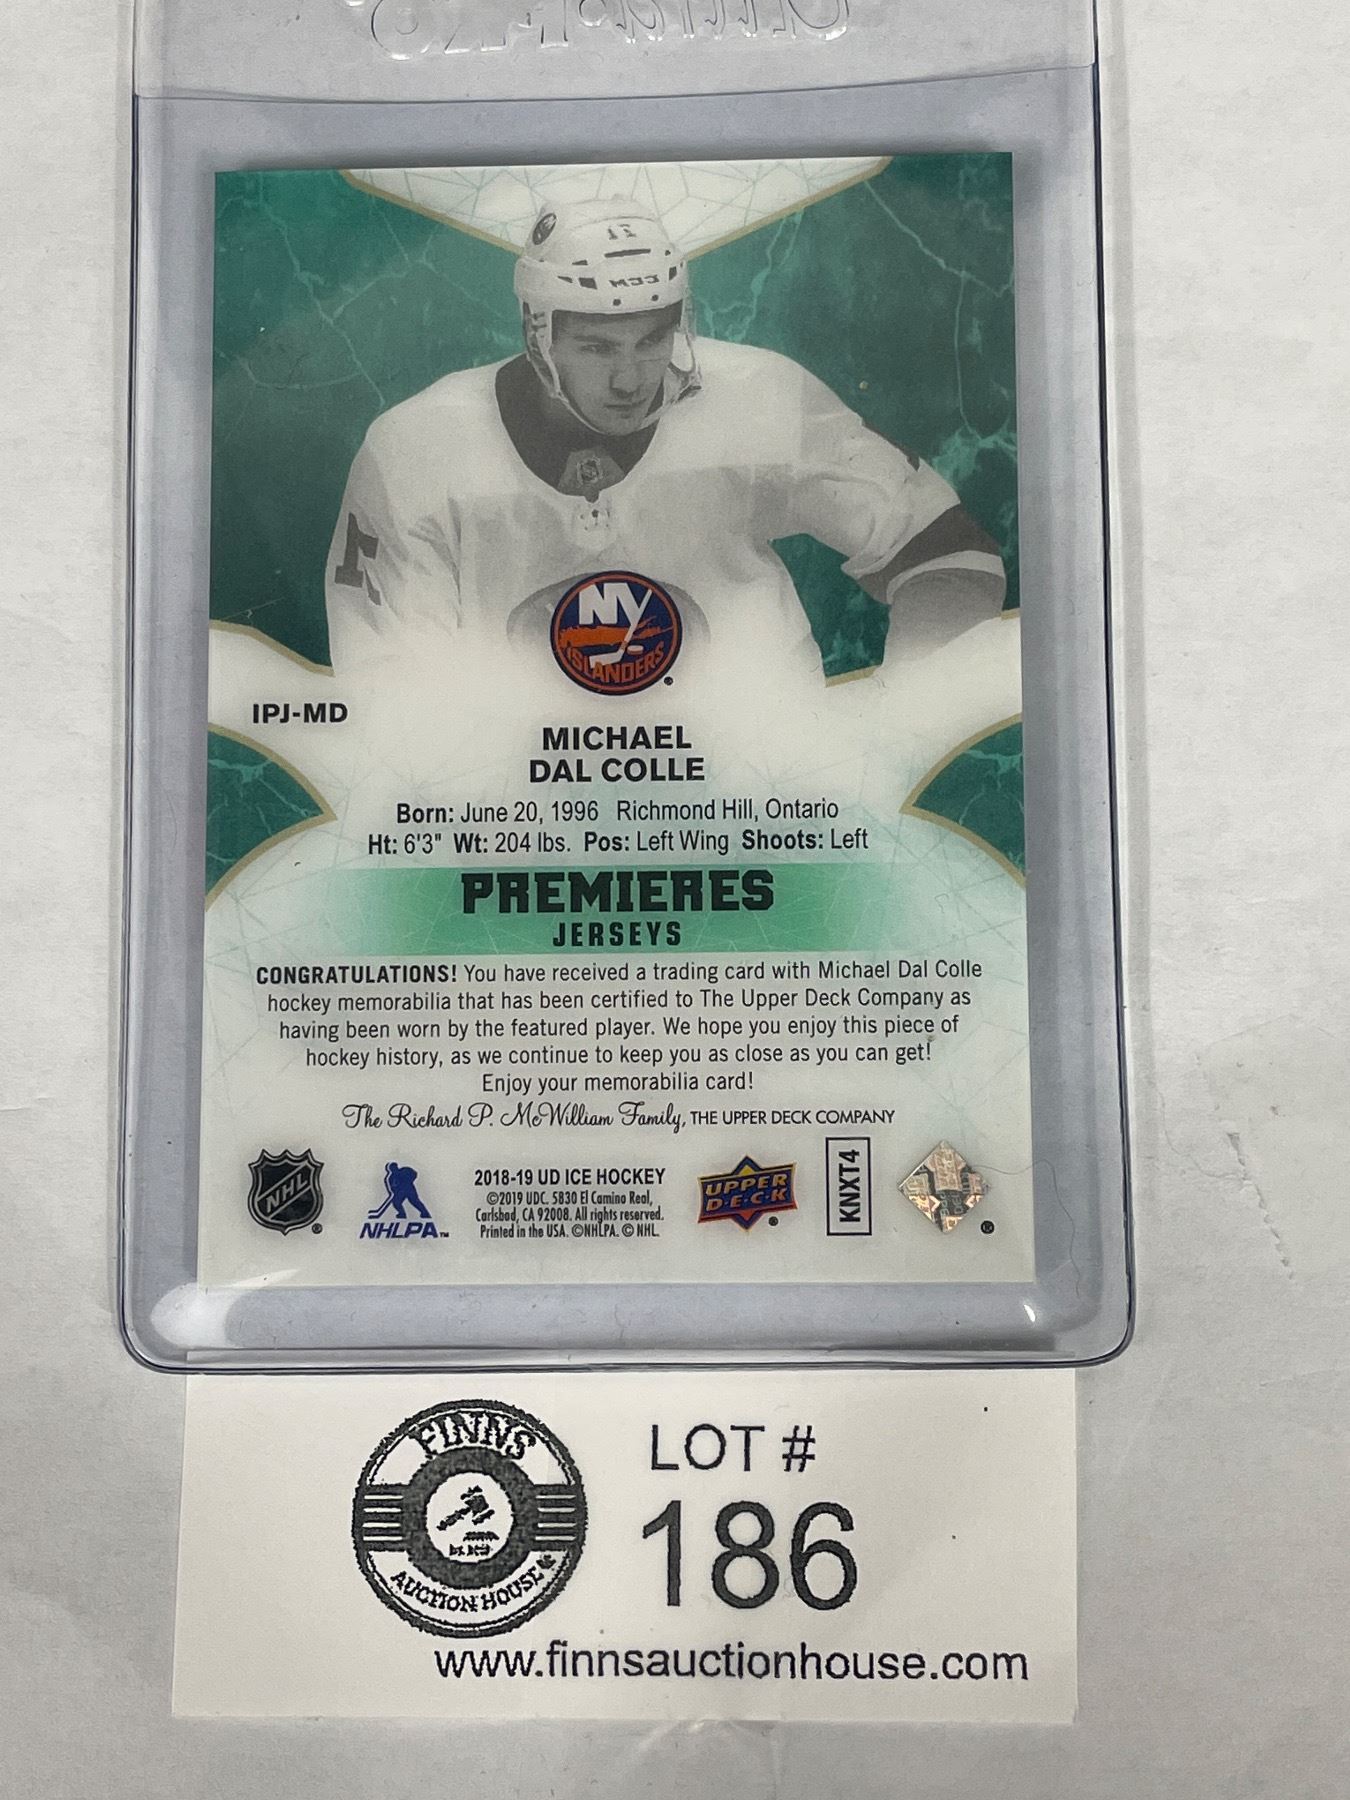 IPJ-MD
NY
ISLANDERS
MICHAEL
DAL COLLE
Born: June 20, 1996 Richmond Hill, Ontario
Ht: 6'3" Wt: 204 lbs. Pos: Left Wing Shoots: Left
PREMIERES
JERSEYS
CONGRATULATIONS! You have received a trading card with Michael Dal Colle
hockey memorabilia that has been certified to The Upper Deck Company as
having been worn by the featured player. We hope you enjoy this piece of
hockey history, as we continue to keep you as close as you can get!
Enjoy your memorabilia card!
The Richard P. McWilliam Family, THE UPPER DECK COMPANY
NHL ®
NHLPA™
2018-19 UD ICE HOCKEY
©2019 UDC. 5830 El Camino Real,
Carlsbad, CA 92008. All rights reserved.
Printed in the USA. ©NHLPA. © NHL.
UPPER
D·E·C·K ®
KNXT4
®
FINNS
AUCTION HOUSE
LOT #
186
www.finnsauctionhouse.com